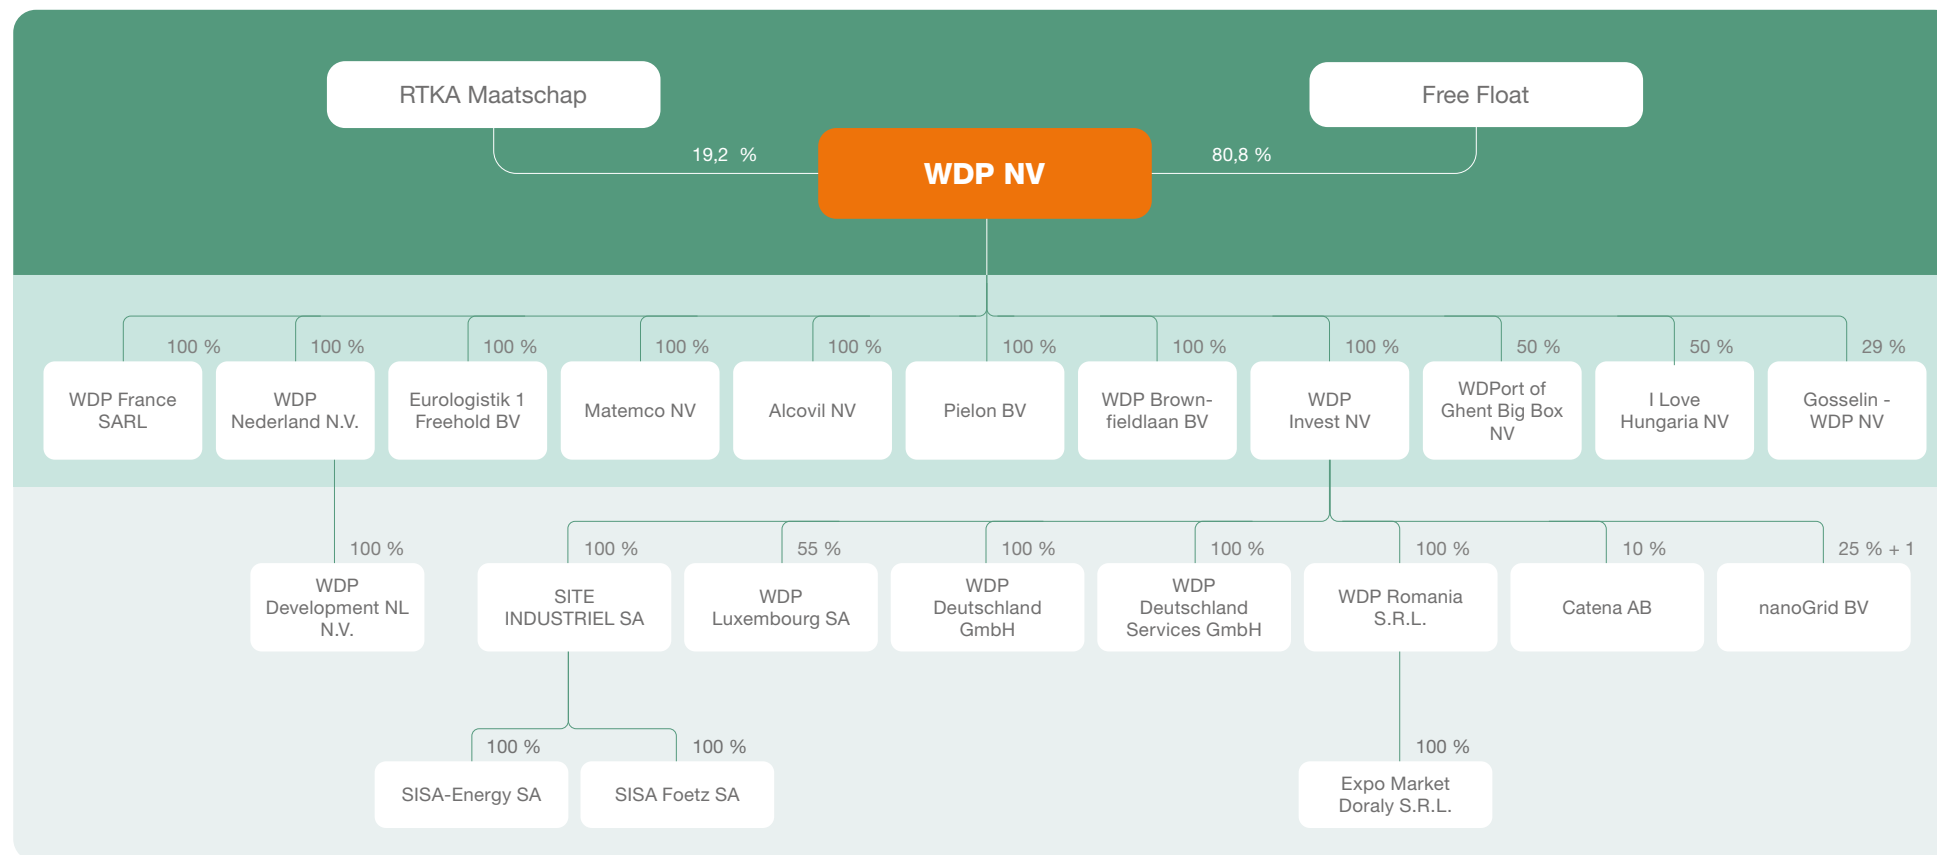 RTKA Maatschap
Free Float
19,2 %
80,8 %
WDP NV
100 %
WDP France
SARL
100 %
WDP
Nederland N.V.
100 %
Eurologistik 1
Freehold BV
100 %
Matemco NV
100 %
Alcovil NV
100 %
Pielon BV
100 %
WDP Brown-
fieldlaan BV
100 %
WDP
Invest NV
50 %
WDPort of
Ghent Big Box
NV
50 %
I Love
Hungaria NV
29 %
Gosselin -
WDP NV
100 %
WDP
Development NL
N.V.
100 %
SITE
INDUSTRIEL SA
55 %
WDP
Luxembourg SA
100 %
WDP
Deutschland
GmbH
100 %
WDP
Deutschland
Services GmbH
100 %
WDP Romania
S.R.L.
10 %
Catena AB
25 % + 1
nanoGrid BV
100 %
SISA-Energy SA
100 %
SISA Foetz SA
100 %
Expo Market
Doraly S.R.L.